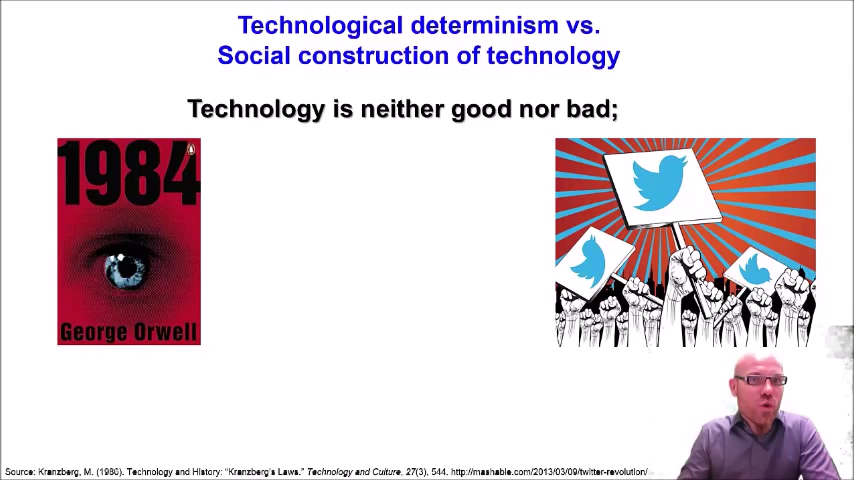 Technological determinism vs.
Social construction of technology
Technology is neither good nor bad;
1984
George Orwell
Source: Kranzberg, M. (1986). Technology and History: "Kranzberg's Laws." Technology and Culture, 27(3), 544. http://mashable.com/2013/03/09/twitter-revolution/